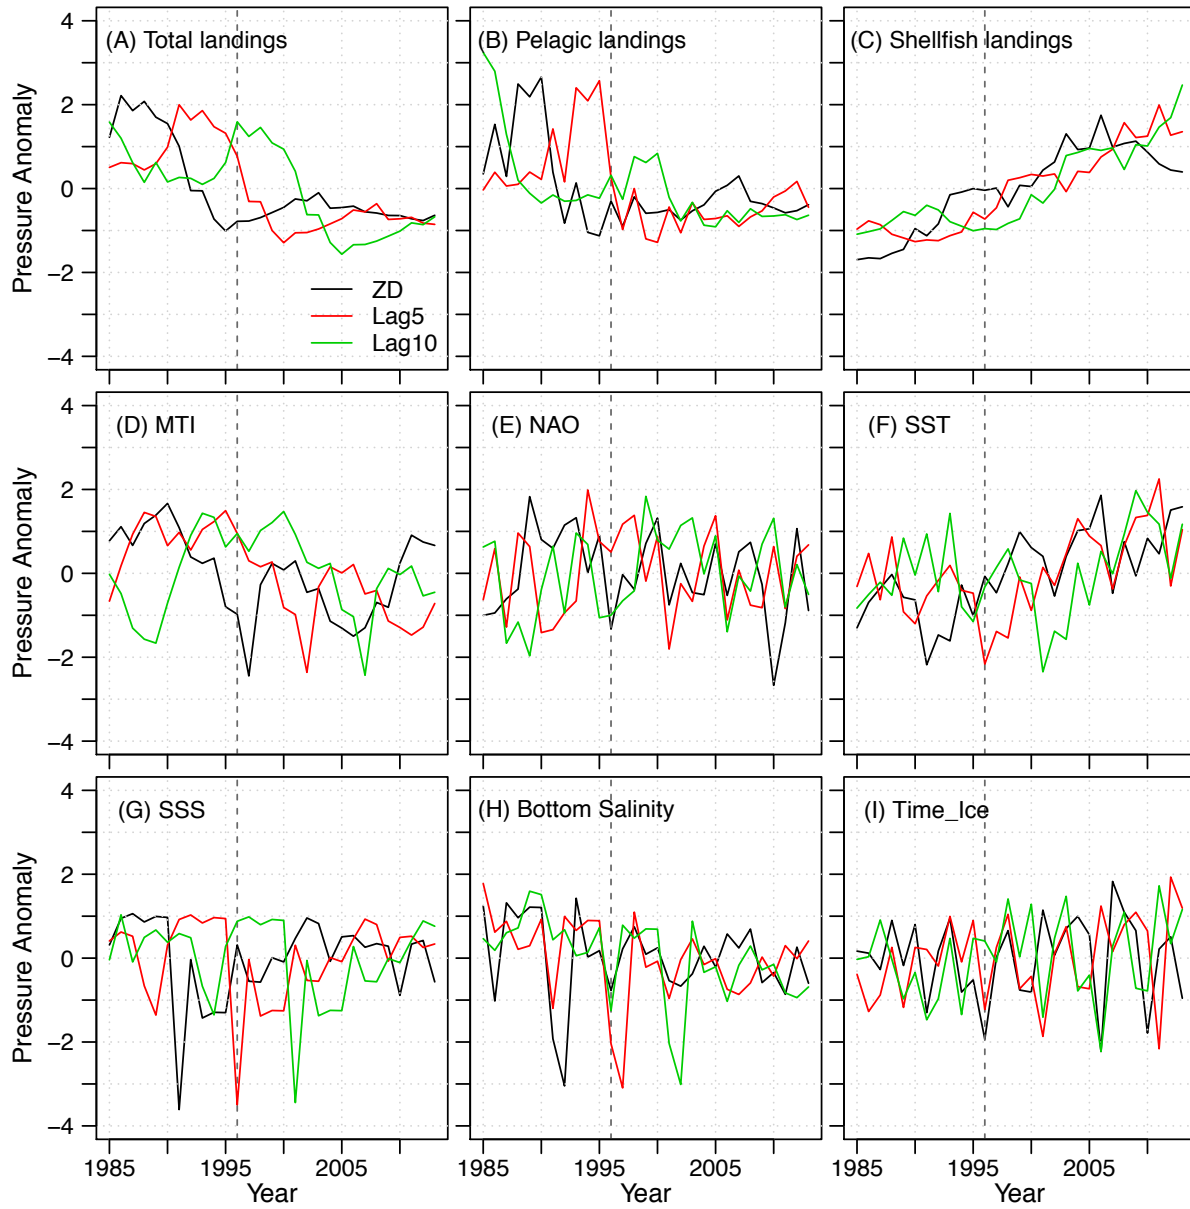 (A) Total landings
(B) Pelagic landings
(C) Shellfish landings
Pressure Anomaly
4
2
0
−2
−4
ZD
Lag5
Lag10
(D) MTI
(E) NAO
(F) SST
Pressure Anomaly
4
2
0
−2
−4
(G) SSS
(H) Bottom Salinity
(I) Time_Ice
Pressure Anomaly
4
2
0
−2
−4
1985 1995 2005
1985 1995 2005
1985 1995 2005
Year
Year
Year